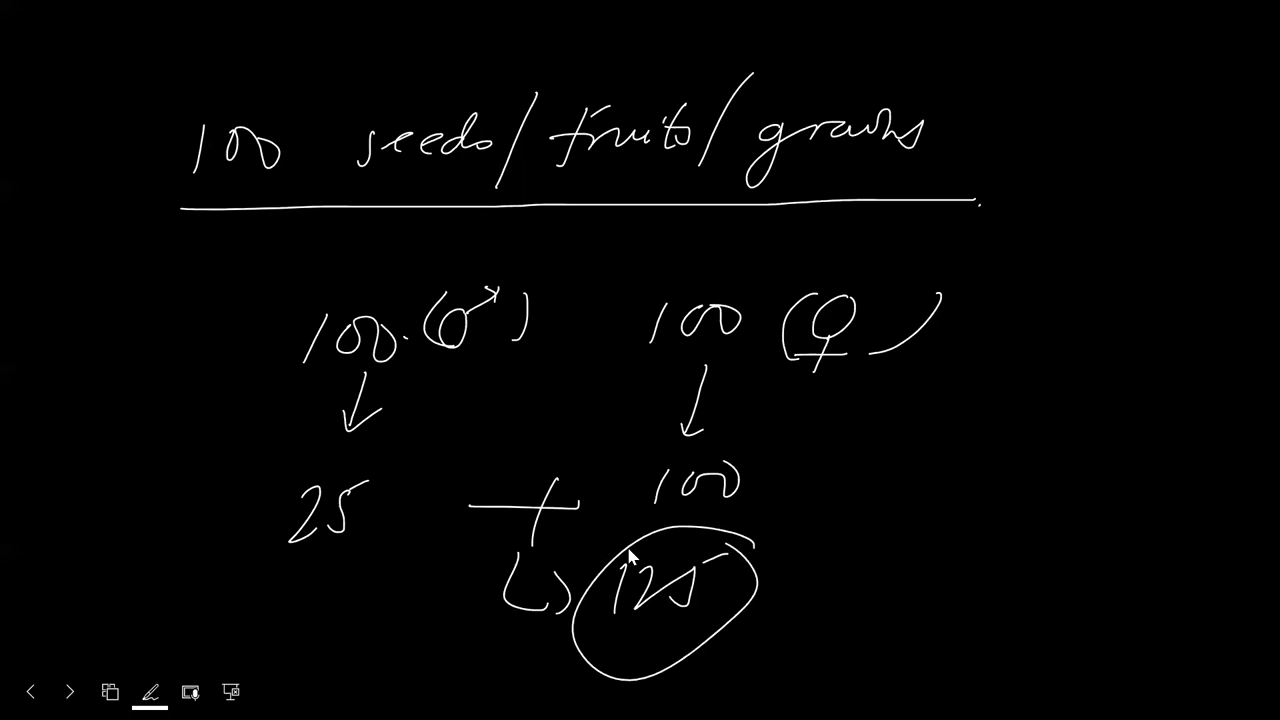 100 seeds/fruits/grains
100 (♂) 100 (♀)
↓ ↓
25 + 100
↳ 125